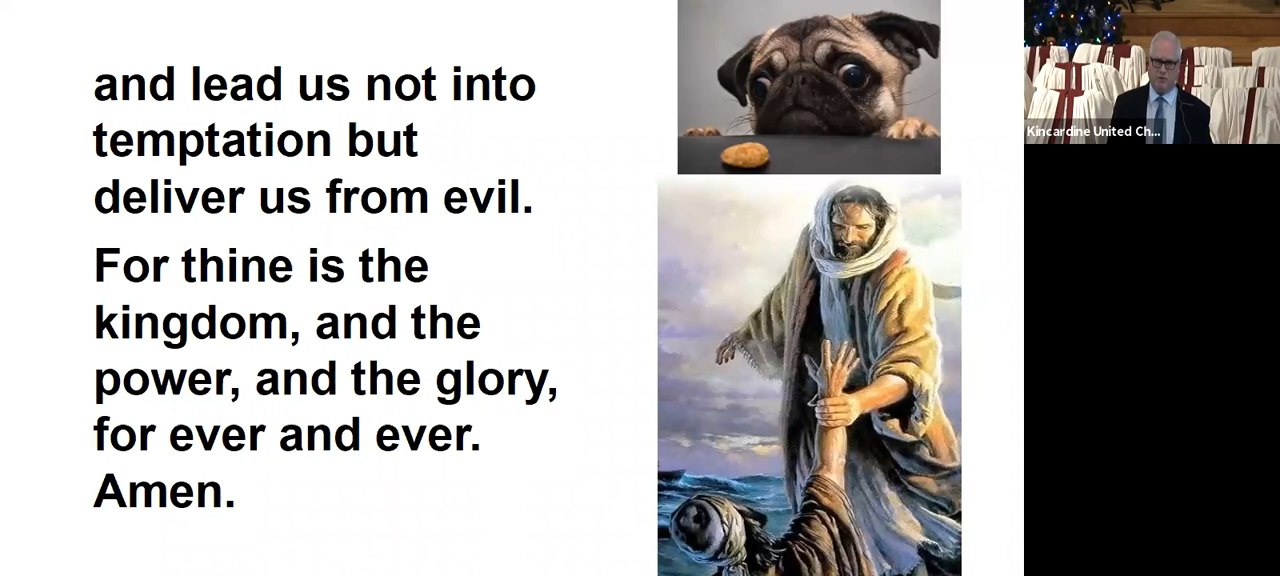 and lead us not into
temptation but
deliver us from evil.
For thine is the
kingdom, and the
power, and the glory,
for ever and ever.
Amen.
Kincardine United Ch...